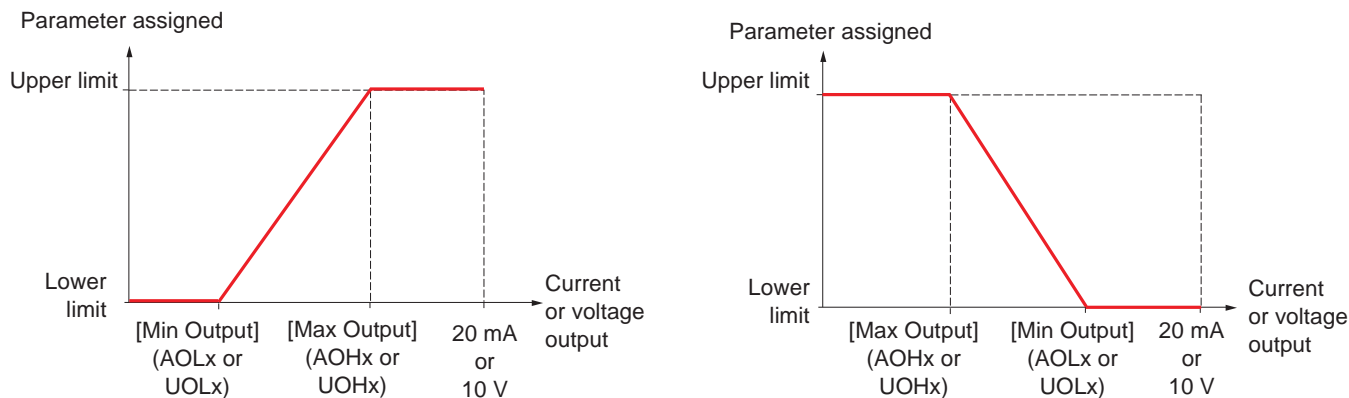 Parameter assigned
Upper limit
Lower
limit
[Min Output]
(AOLx or
UOLx)
[Max Output]
(AOHx or
UOHx)
20 mA
or
10 V
Current
or voltage
output
Parameter assigned
Upper limit
Lower
limit
[Max Output]
(AOHx or
UOHx)
[Min Output]
(AOLx or
UOLx)
20 mA
or
10 V
Current
or voltage
output